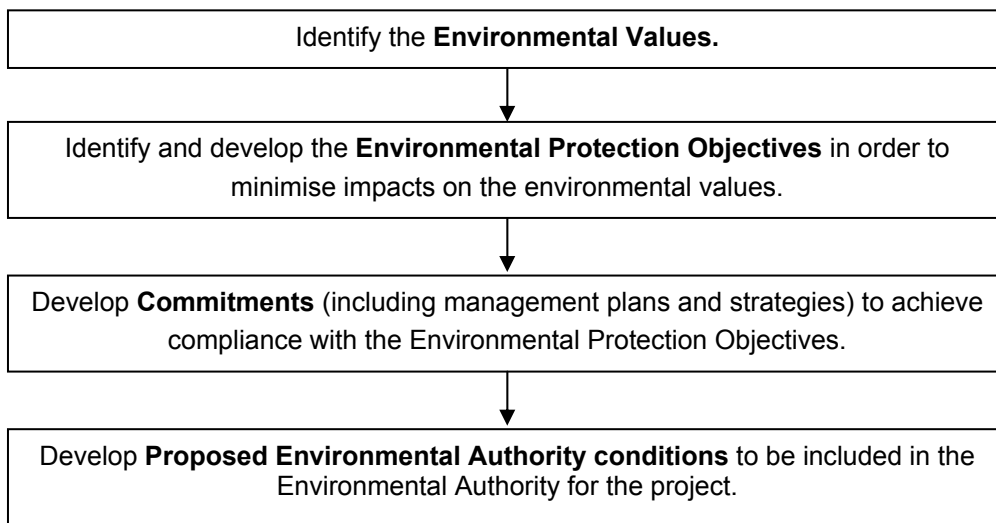 Identify the Environmental Values.
Identify and develop the Environmental Protection Objectives in order to
minimise impacts on the environmental values.
Develop Commitments (including management plans and strategies) to achieve
compliance with the Environmental Protection Objectives.
Develop Proposed Environmental Authority conditions to be included in the
Environmental Authority for the project.